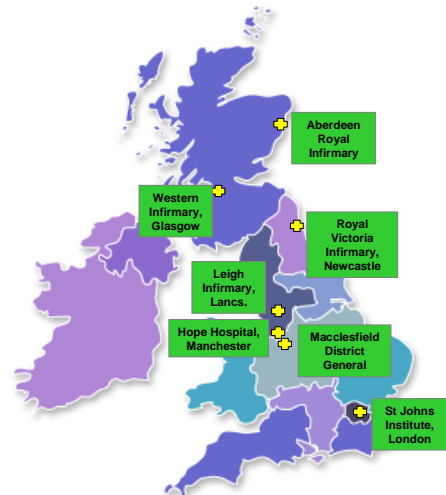 Aberdeen
Royal
Infirmary
Western
Infirmary,
Glasgow
Royal
Victoria
Infirmary,
Newcastle
Leigh
Infirmary,
Lancs.
Hope Hospital,
Manchester
Macclesfield
District
General
St Johns
Institute,
London